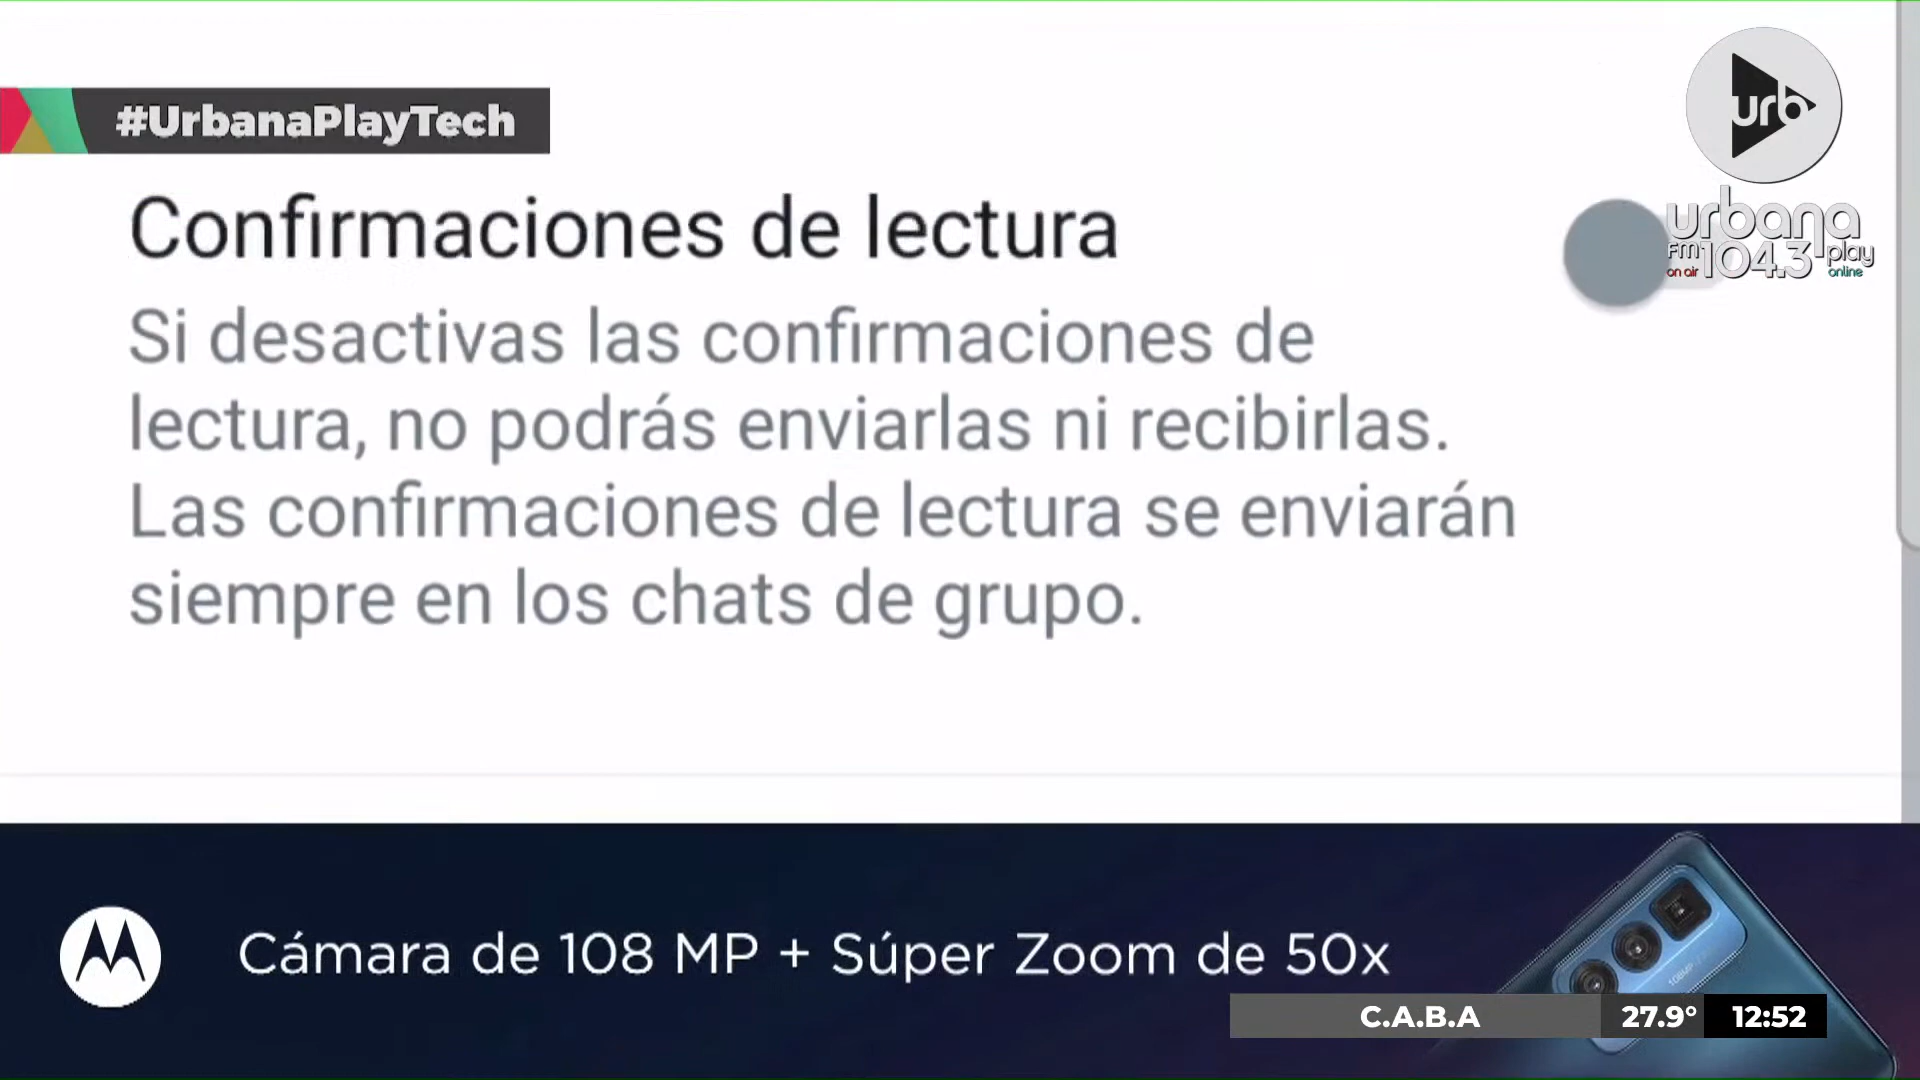 #UrbanaPlayTech
urb
urbana
FM 104.3 play
on air online
Confirmaciones de lectura
Si desactivas las confirmaciones de
lectura, no podrás enviarlas ni recibirlas.
Las confirmaciones de lectura se enviarán
siempre en los chats de grupo.
Cámara de 108 MP + Súper Zoom de 50x
108MP
C.A.B.A 27.9° 12:52